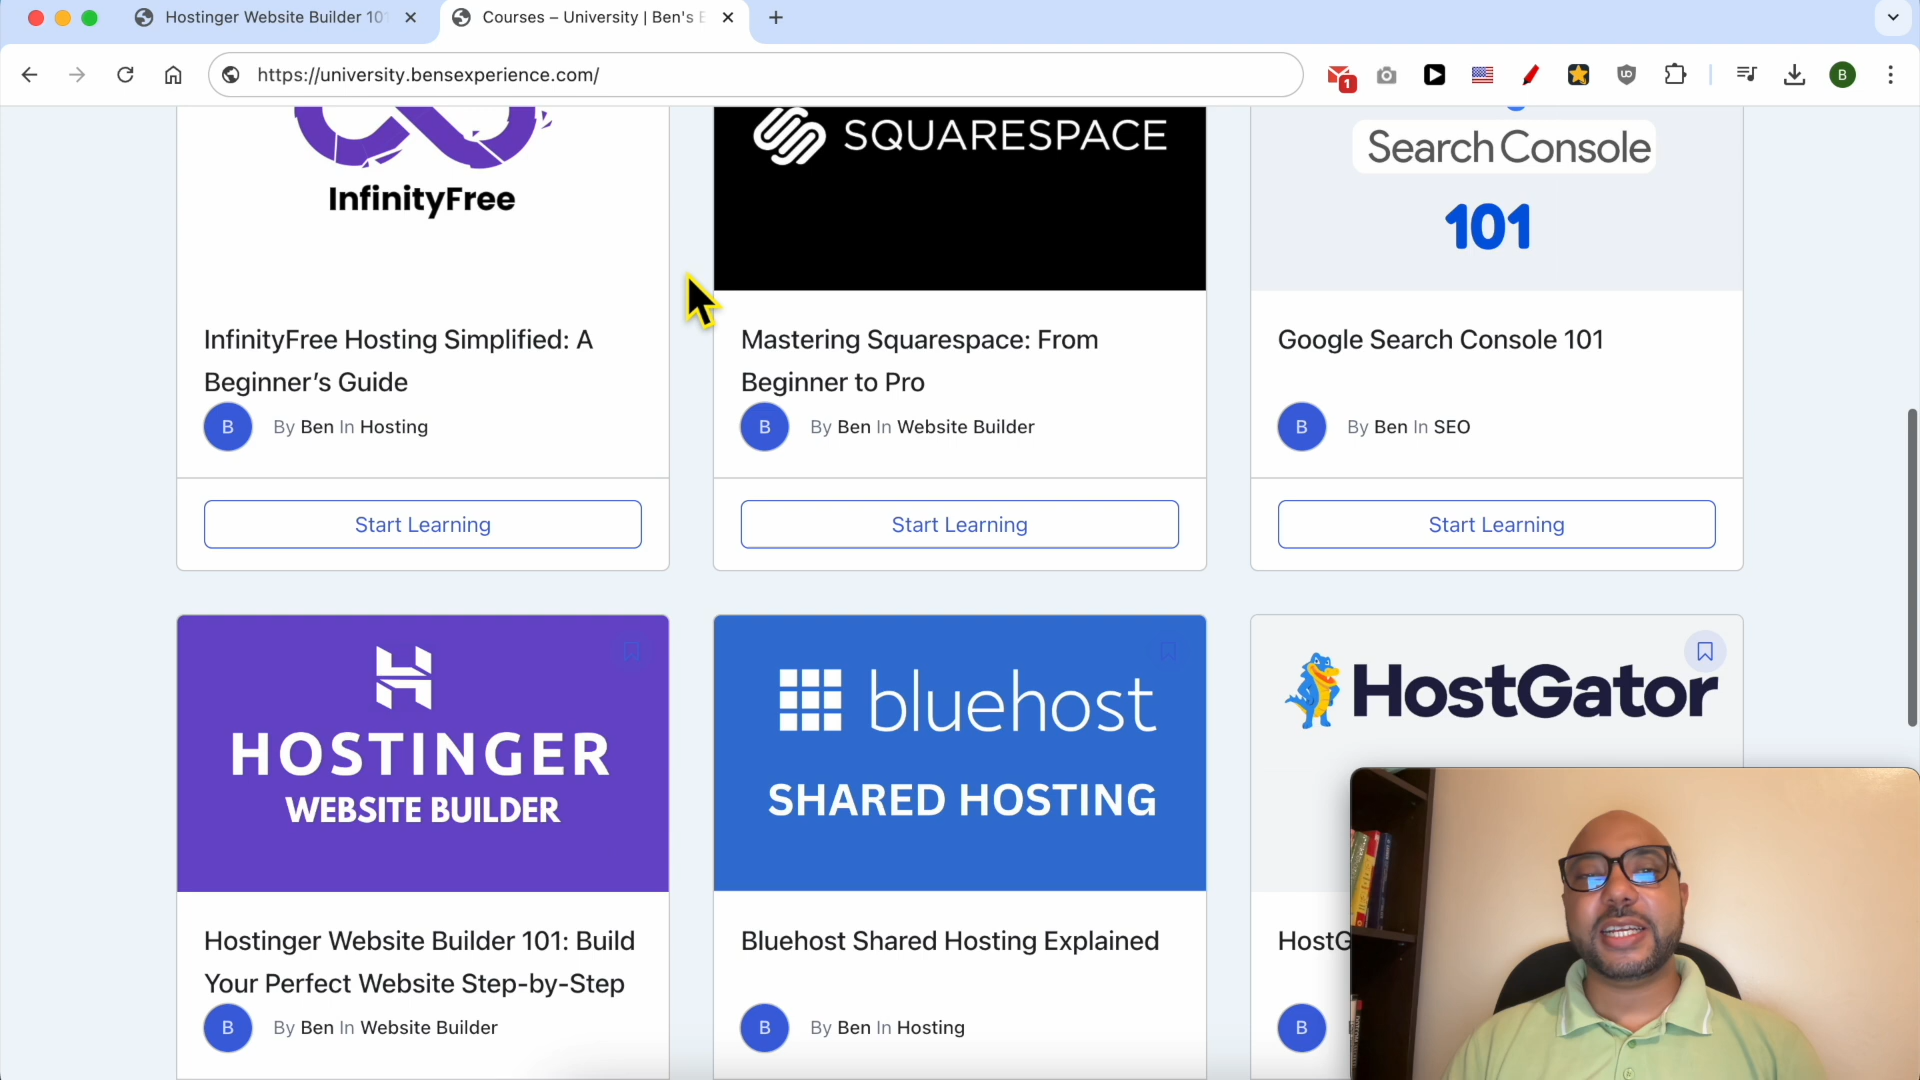 Hostinger Website Builder 10
Courses – University | Ben's
https://university.bensexperience.com/
1
UD
B
InfinityFree
SQUARESPACE
Search Console
101
InfinityFree Hosting Simplified: A
Beginner's Guide
B
By Ben In Hosting
Start Learning
Mastering Squarespace: From
Beginner to Pro
B
By Ben In Website Builder
Start Learning
Google Search Console 101
B
By Ben In SEO
Start Learning
HOSTINGER
WEBSITE BUILDER
bluehost
SHARED HOSTING
HostGator
Hostinger Website Builder 101: Build
Your Perfect Website Step-by-Step
B
By Ben In Website Builder
Bluehost Shared Hosting Explained
B
By Ben In Hosting
HostG
B